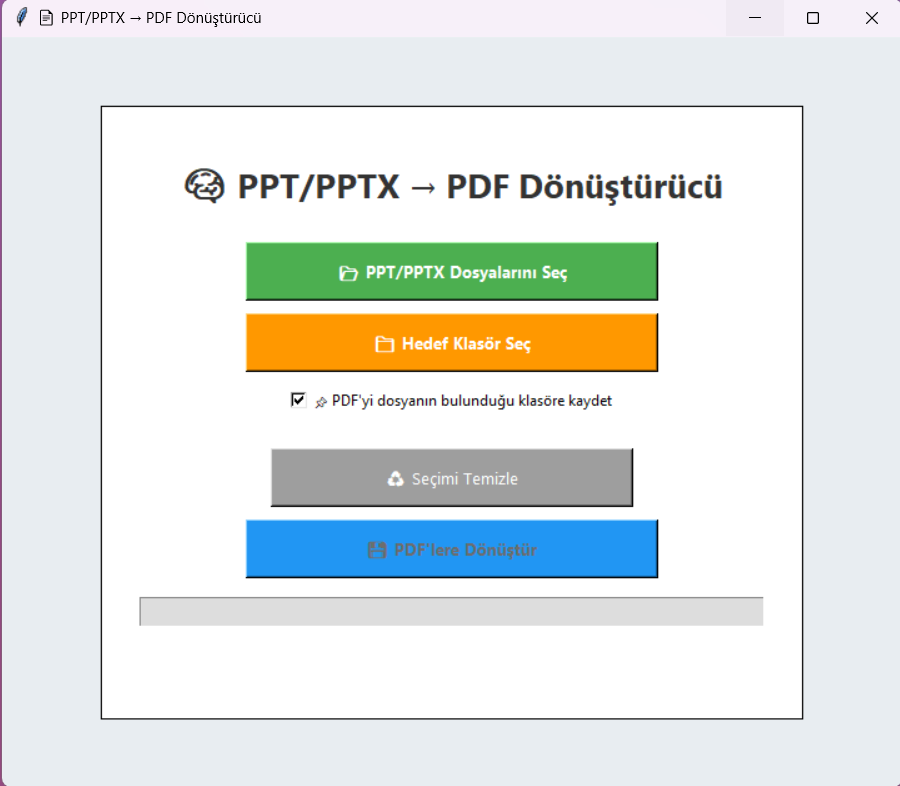 PPT/PPTX → PDF Dönüştürücü
PPT/PPTX → PDF Dönüştürücü
PPT/PPTX Dosyalarını Seç
Hedef Klasör Seç
PDF'yi dosyanın bulunduğu klasöre kaydet
Seçimi Temizle
PDF'lere Dönüştür